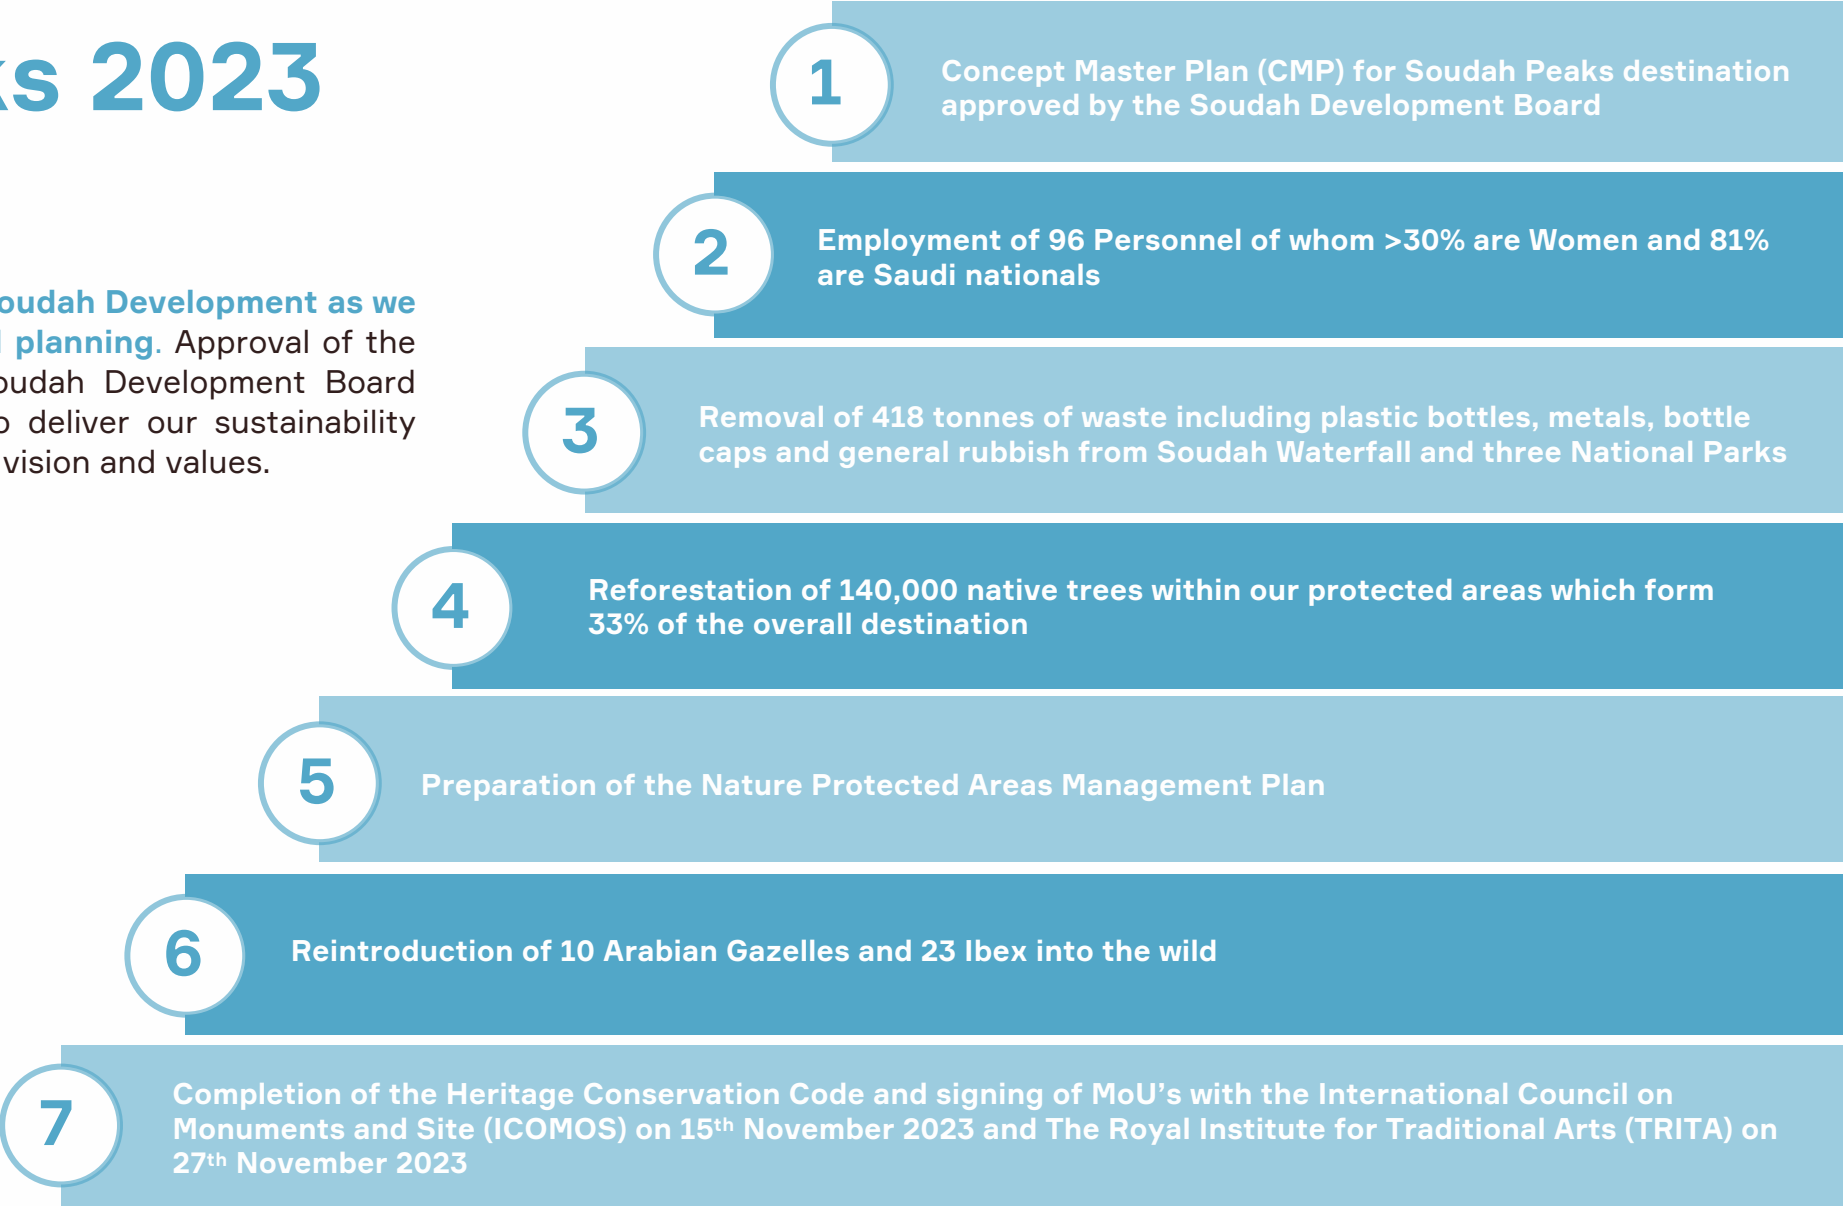 2023
Development as we
planning. Approval of the
Development Board
deliver our sustainability
vision and values.
1
Concept Master Plan (CMP) for Soudah Peaks destination
approved by the Soudah Development Board
2
Employment of 96 Personnel of whom >30% are Women and 81%
are Saudi nationals
3
Removal of 418 tonnes of waste including plastic bottles, metals, bottle
caps and general rubbish from Soudah Waterfall and three National Parks
4
Reforestation of 140,000 native trees within our protected areas which form
33% of the overall destination
5
Preparation of the Nature Protected Areas Management Plan
6
Reintroduction of 10 Arabian Gazelles and 23 Ibex into the wild
7
Completion of the Heritage Conservation Code and signing of MoU’s with the International Council on
Monuments and Site (ICOMOS) on 15th November 2023 and The Royal Institute for Traditional Arts (TRITA) on
27th November 2023